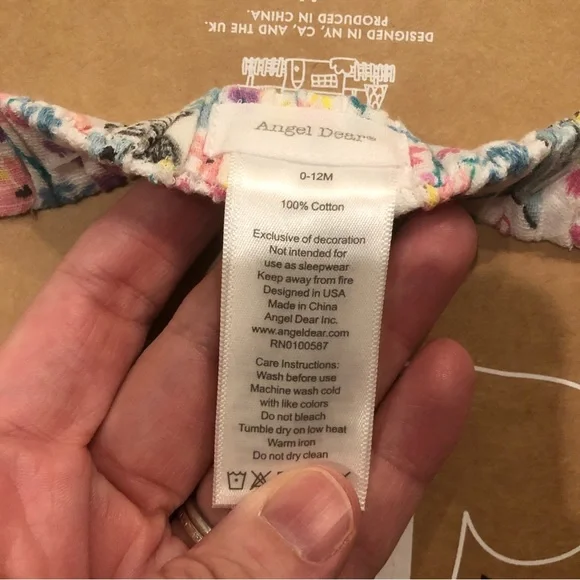 DESIGNED IN NY, CA, AND THE UK.
PRODUCED IN CHINA.
Angel Dear®
0-12M
100% Cotton
Exclusive of decoration
Not intended for
use as sleepwear
Keep away from fire
Designed in USA
Made in China
Angel Dear Inc.
www.angeldear.com
RN0100587
Care Instructions:
Wash before use
Machine wash cold
with like colors
Do not bleach
Tumble dry on low heat
Warm iron
Do not dry clean